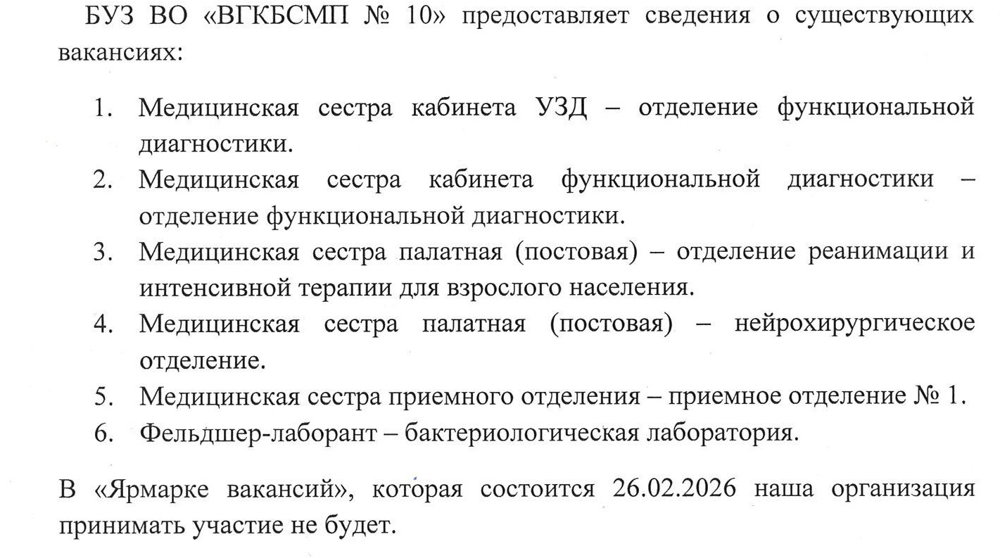 БУЗ ВО «ВГКБСМП № 10» предоставляет сведения о существующих
вакансиях:
1. Медицинская сестра кабинета УЗД – отделение функциональной
диагностики.
2. Медицинская сестра кабинета функциональной диагностики –
отделение функциональной диагностики.
3. Медицинская сестра палатная (постовая) – отделение реанимации и
интенсивной терапии для взрослого населения.
4. Медицинская сестра палатная (постовая) – нейрохирургическое
отделение.
5. Медицинская сестра приемного отделения – приемное отделение № 1.
6. Фельдшер-лаборант – бактериологическая лаборатория.
В «Ярмарке вакансий», которая состоится 26.02.2026 наша организация
принимать участие не будет.